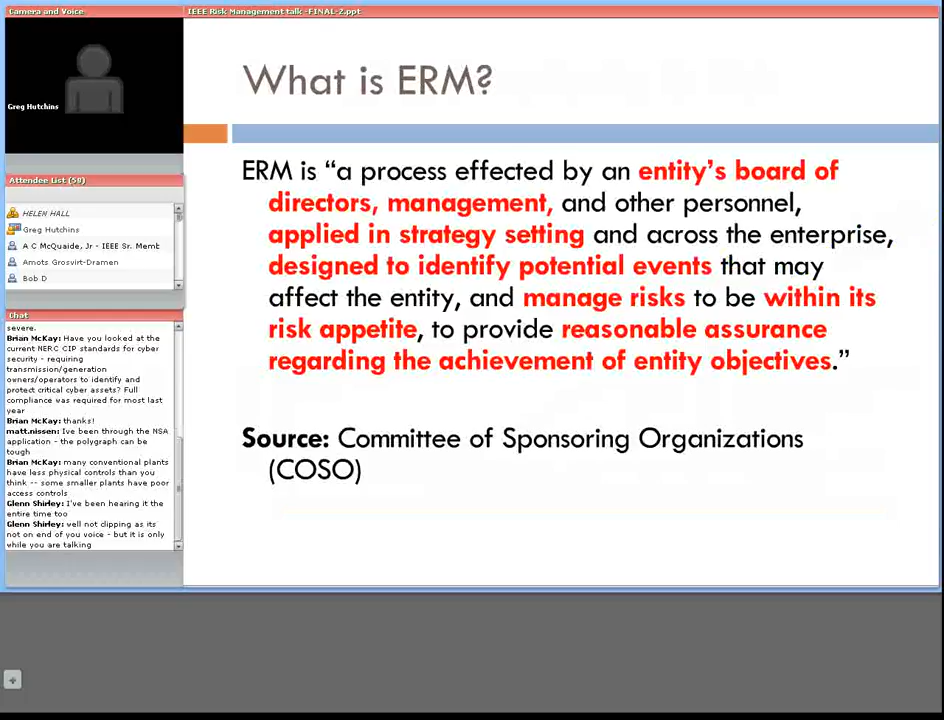 Camera and Voice
IEEE Risk Management talk -FINAL-2.ppt
Greg Hutchins
Attendee List (50)
HELEN HALL
Greg Hutchins
A C McQuaide, Jr - IEEE Sr. Memb
Amots Grosvirt-Dramen
Bob D
Chat
severe.
Brian McKay: Have you looked at the
current NERC CIP standards for cyber
security - requiring
transmission/generation
owners/operators to identify and
protect critical cyber assets? Full
compliance was required for most last
year
Brian McKay: thanks!
matt.nissen: I've been through the NSA
application - the polygraph can be
tough
Brian McKay: many conventional plants
have less physical controls than you
think -- some smaller plants have poor
access controls
Glenn Shirley: I've been hearing it the
entire time too
Glenn Shirley: well not clipping as its
not on end of you voice - but it is only
while you are talking
What is ERM?
ERM is “a process effected by an entity’s board of
directors, management, and other personnel,
applied in strategy setting and across the enterprise,
designed to identify potential events that may
affect the entity, and manage risks to be within its
risk appetite, to provide reasonable assurance
regarding the achievement of entity objectives.”
Source: Committee of Sponsoring Organizations
(COSO)